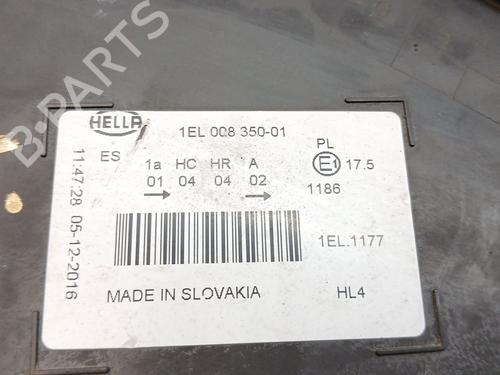 HELLA
1EL 008 350-01
ES
1a HC HR A
01 04 04 02
PL
E1 17.5
1186
1EL.1177
MADE IN SLOVAKIA
HL4
11:47:28 05-12-2016
B-PARTS